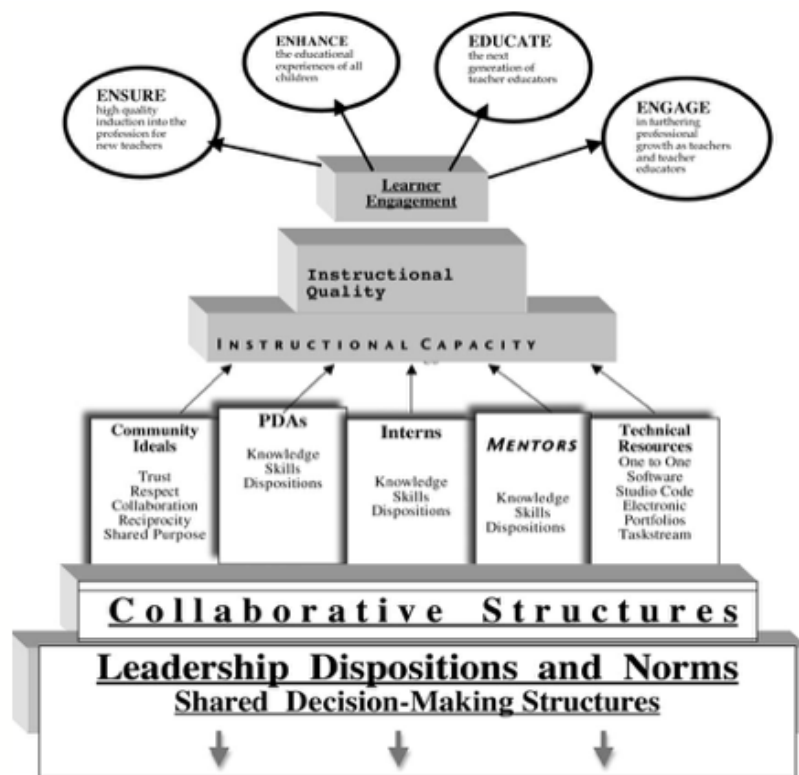 ENHANCE
the educational
experiences of all
children
EDUCATE
the next
generation of
teacher educators
ENSURE
high quality
induction into the
profession for
new teachers
ENGAGE
in furthering
professional
growth as teachers
and teacher
educators
Learner
Engagement
Instructional
Quality
INSTRUCTIONAL CAPACITY
Community
Ideals
Trust
Respect
Collaboration
Reciprocity
Shared Purpose
PDAs
Knowledge
Skills
Dispositions
Interns
Knowledge
Skills
Dispositions
MENTORS
Knowledge
Skills
Dispositions
Technical
Resources
One to One
Software
Studio Code
Electronic
Portfolios
Taskstream
Collaborative Structures
Leadership Dispositions and Norms
Shared Decision-Making Structures